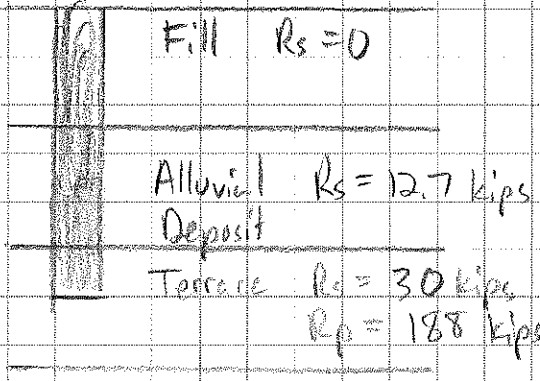 Fill Rs = 0
Alluvial Rs = 12.7 kips
Deposit
Terrace Rs = 30 kips
Rp = 188 kips